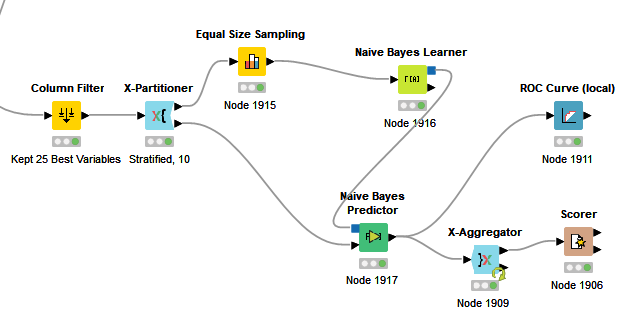 Equal Size Sampling
Node 1915
Naive Bayes Learner
Node 1916
Column Filter
Kept 25 Best Variables
X-Partitioner
Stratified, 10
ROC Curve (local)
Node 1911
Naive Bayes
Predictor
Node 1917
X-Aggregator
Node 1909
Scorer
Node 1906